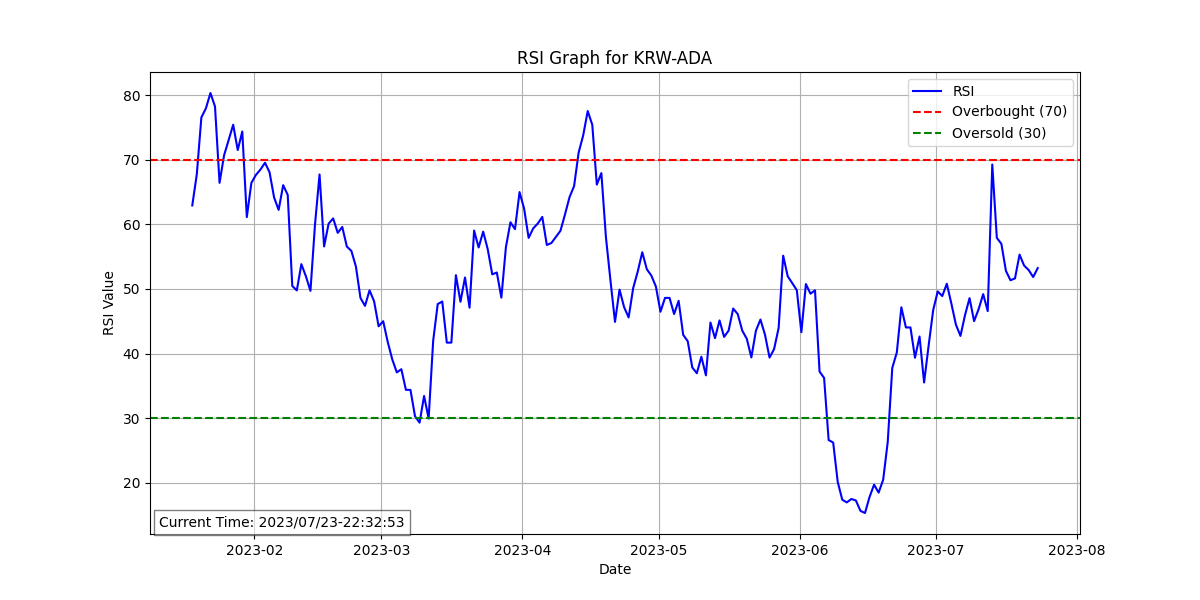 RSI Graph for KRW-ADA
RSI
Overbought (70)
Oversold (30)
RSI Value
80
70
60
50
40
30
20
Current Time: 2023/07/23-22:32:53
2023-02 2023-03 2023-04 2023-05 2023-06 2023-07 2023-08
Date